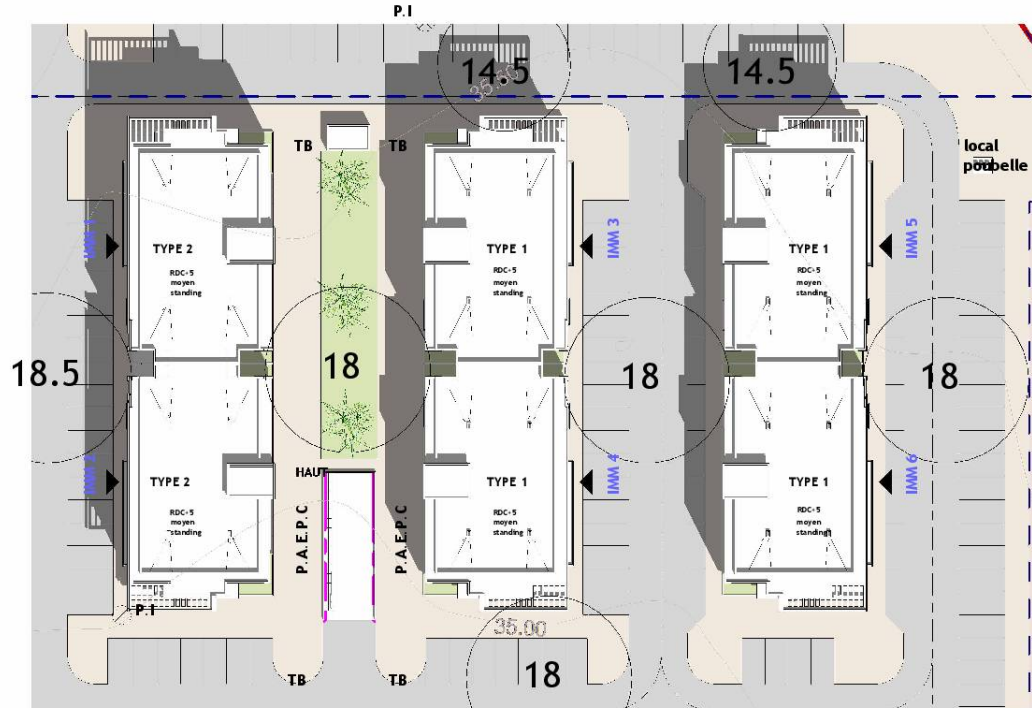 P.I
14.5
14.5
35.50
TB
TB
local
poubelle
IMM 1
IMM 3
IMM 5
TYPE 2
RDC+5
moyen
standing
TYPE 1
RDC+5
moyen
standing
TYPE 1
RDC+5
moyen
standing
18.5
18
18
18
HAUT
IMM 2
IMM 4
IMM 6
TYPE 2
RDC+5
moyen
standing
TYPE 1
RDC+5
moyen
standing
TYPE 1
RDC+5
moyen
standing
P.A.E.P.C
P.A.E.P.C
P.I
35.00
18
TB
TB